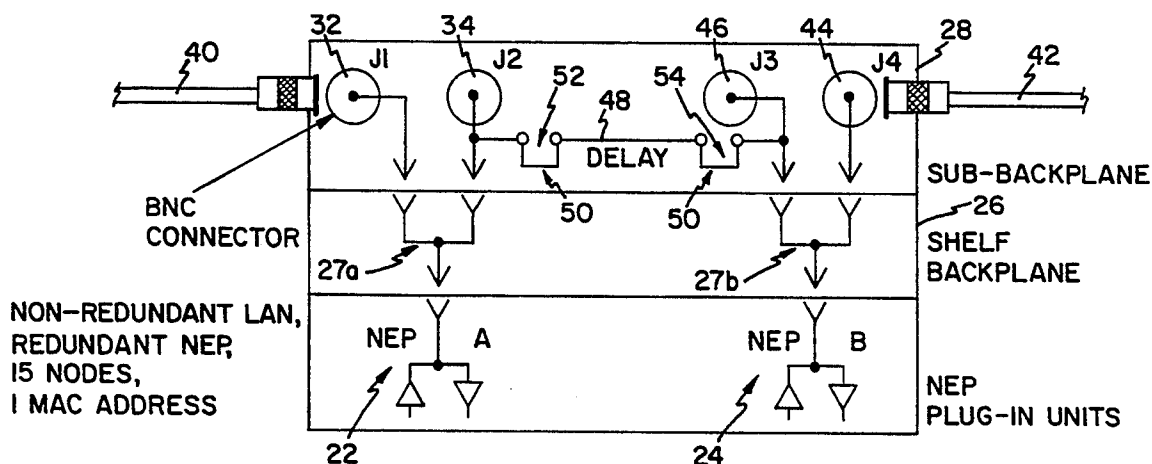 32
34
46
44
28
40
J1
J2
J3
J4
42
52
48
54
DELAY
50
50
SUB-BACKPLANE
26
BNC
CONNECTOR
27a
27b
SHELF
BACKPLANE
NON-REDUNDANT LAN,
REDUNDANT NEP,
15 NODES,
1 MAC ADDRESS
NEP A
NEP B
22
24
NEP
PLUG-IN UNITS